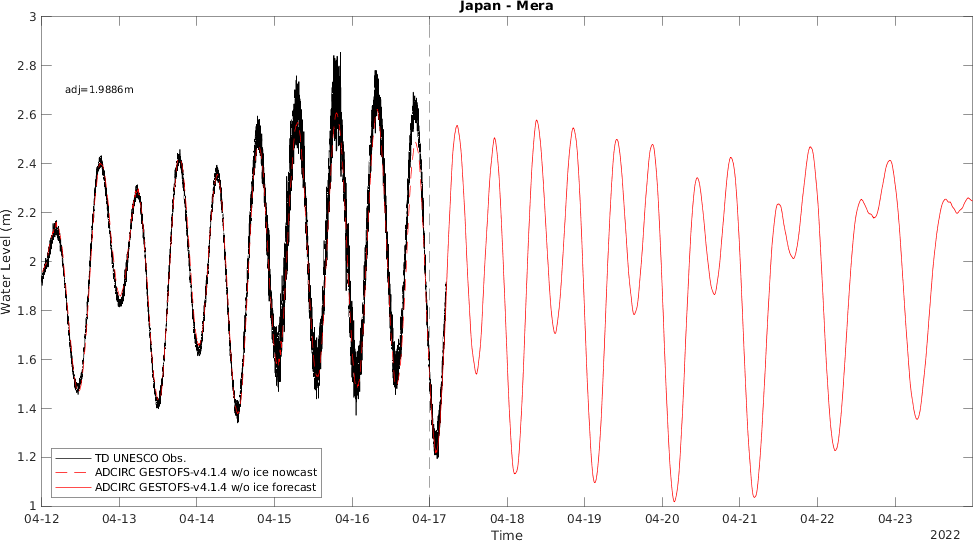 Japan - Mera
3
2.8
adj=1.9886m
2.6
2.4
2.2
2
Water Level (m)
1.8
1.6
1.4
1.2
1
TD UNESCO Obs.
ADCIRC GESTOFS-v4.1.4 w/o ice nowcast
ADCIRC GESTOFS-v4.1.4 w/o ice forecast
04-12 04-13 04-14 04-15 04-16 04-17 04-18 04-19 04-20 04-21 04-22 04-23
Time
2022